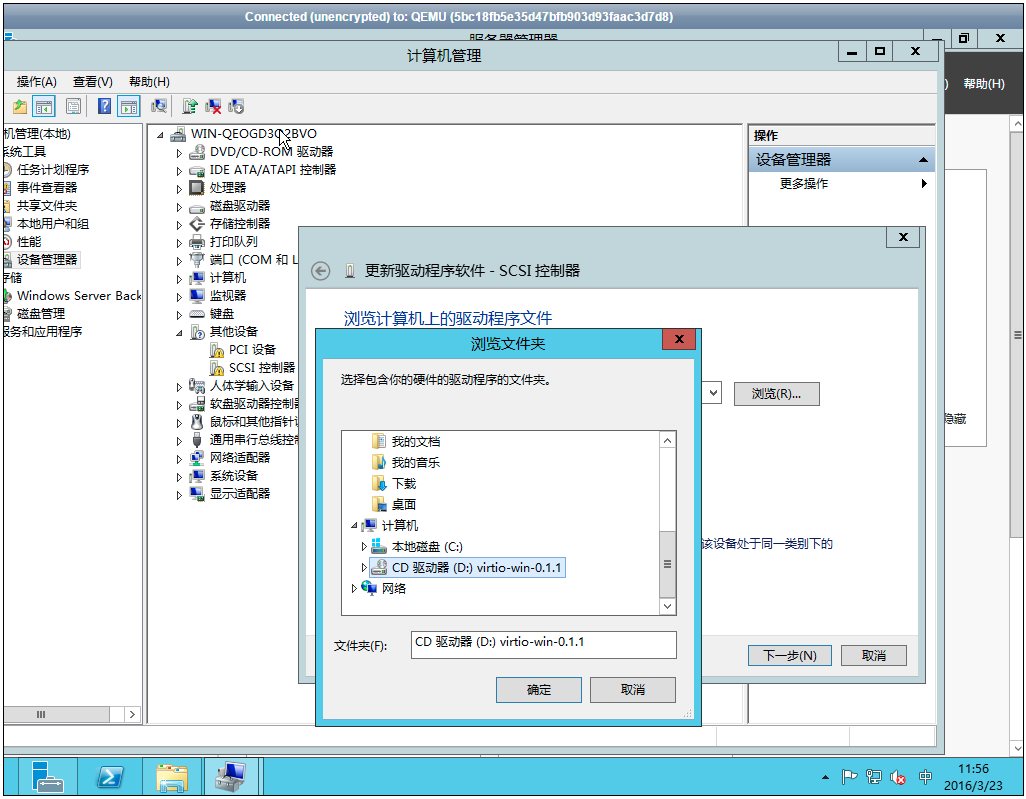 Connected (unencrypted) to: QEMU (5bc18fb5e35d47bfb903d93faac3d7d8)
服务器管理器
计算机管理
帮助(H)
操作(A) 查看(V) 帮助(H)
机管理(本地)
系统工具
任务计划程序
事件查看器
共享文件夹
本地用户和组
性能
设备管理器
存储
Windows Server Back
磁盘管理
服务和应用程序
DVD/CD-ROM 驱动器
IDE ATA/ATAPI 控制器
处理器
磁盘驱动器
存储控制器
打印队列
端口 (COM 和 L
计算机
监视器
键盘
其他设备
PCI 设备
SCSI 控制器
人体学输入设备
软盘驱动器控制器
鼠标和其他指针
通用串行总线控
网络适配器
系统设备
显示适配器
操作
设备管理器
更多操作
隐藏
更新驱动程序软件 - SCSI 控制器
浏览计算机上的驱动程序文件
浏览(R)...
该设备处于同一类别下的
下一步(N) 取消
浏览文件夹
选择包含你的硬件的驱动程序的文件夹。
我的文档
我的音乐
下载
桌面
计算机
本地磁盘 (C:)
CD 驱动器 (D:) virtio-win-0.1.1
网络
文件夹(F): CD 驱动器 (D:) virtio-win-0.1.1
确定 取消
中
11:56
2016/3/23